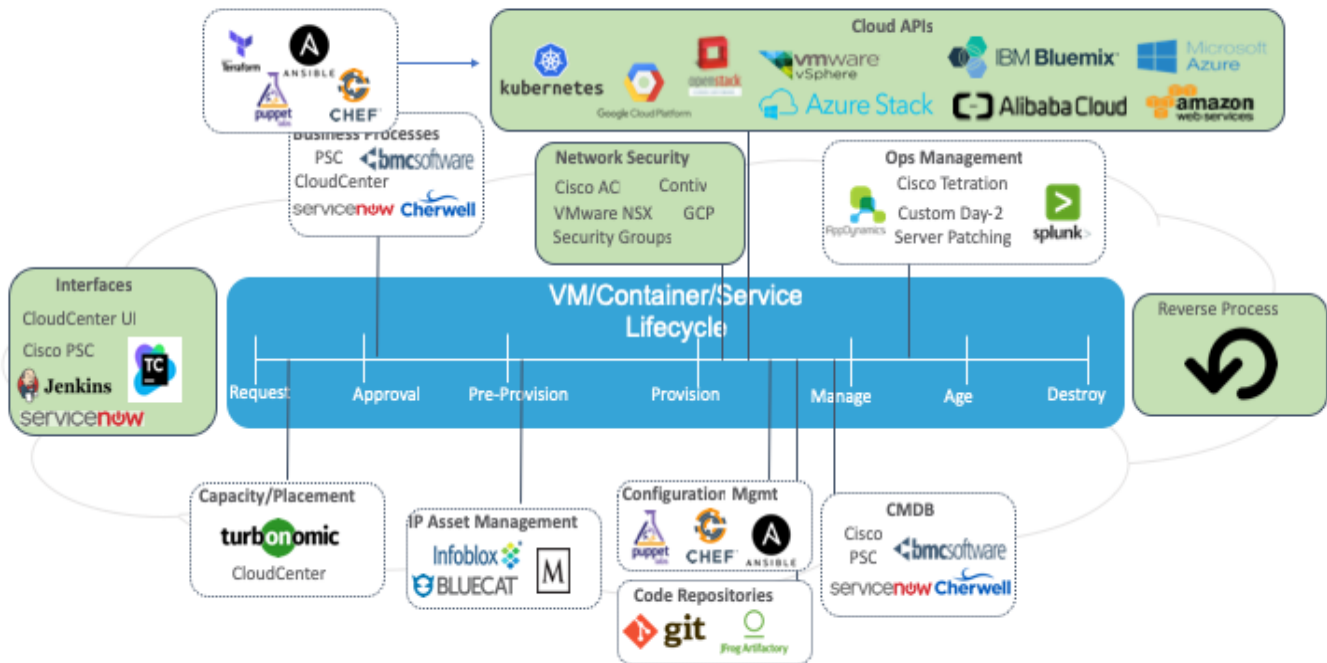 Cloud APIs
Terraform
ANSIBLE
puppet
labs
CHEF
kubernetes
Google Cloud Platform
openstack
vmware
vSphere
IBM Bluemix
Microsoft
Azure
Azure Stack
Alibaba Cloud
amazon
web services
Business Processes
PSC
bmcsoftware
CloudCenter
servicenow
Cherwell
Network Security
Cisco AC
Contiv
VMware NSX
GCP
Security Groups
Ops Management
Cisco Tetration
AppDynamics
Custom Day-2
Server Patching
splunk>
Interfaces
CloudCenter UI
Cisco PSC
TC
Jenkins
servicenow
VM/Container/Service
Lifecycle
Request
Approval
Pre-Provision
Provision
Manage
Age
Destroy
Reverse Process
Capacity/Placement
turbonomic
CloudCenter
IP Asset Management
Infoblox
BLUECAT
M
Configuration Mgmt
puppet
labs
CHEF
ANSIBLE
Code Repositories
git
JFrog Artifactory
CMDB
Cisco
PSC
bmcsoftware
servicenow
Cherwell